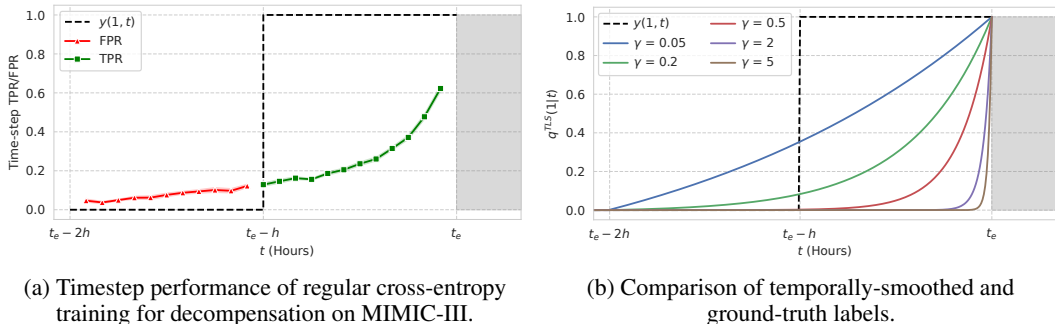 1.0
0.8
0.6
0.4
0.2
0.0
Time-step TPR/FPR
y(1, t)
FPR
TPR
t_e − 2h
t_e − h
t_e
t (Hours)
(a) Timestep performance of regular cross-entropy
training for decompensation on MIMIC-III.
1.0
0.8
0.6
0.4
0.2
0.0
q^{TLS}(1|t)
y(1, t)
γ = 0.05
γ = 0.2
γ = 0.5
γ = 2
γ = 5
t_e − 2h
t_e − h
t_e
t (Hours)
(b) Comparison of temporally-smoothed and
ground-truth labels.